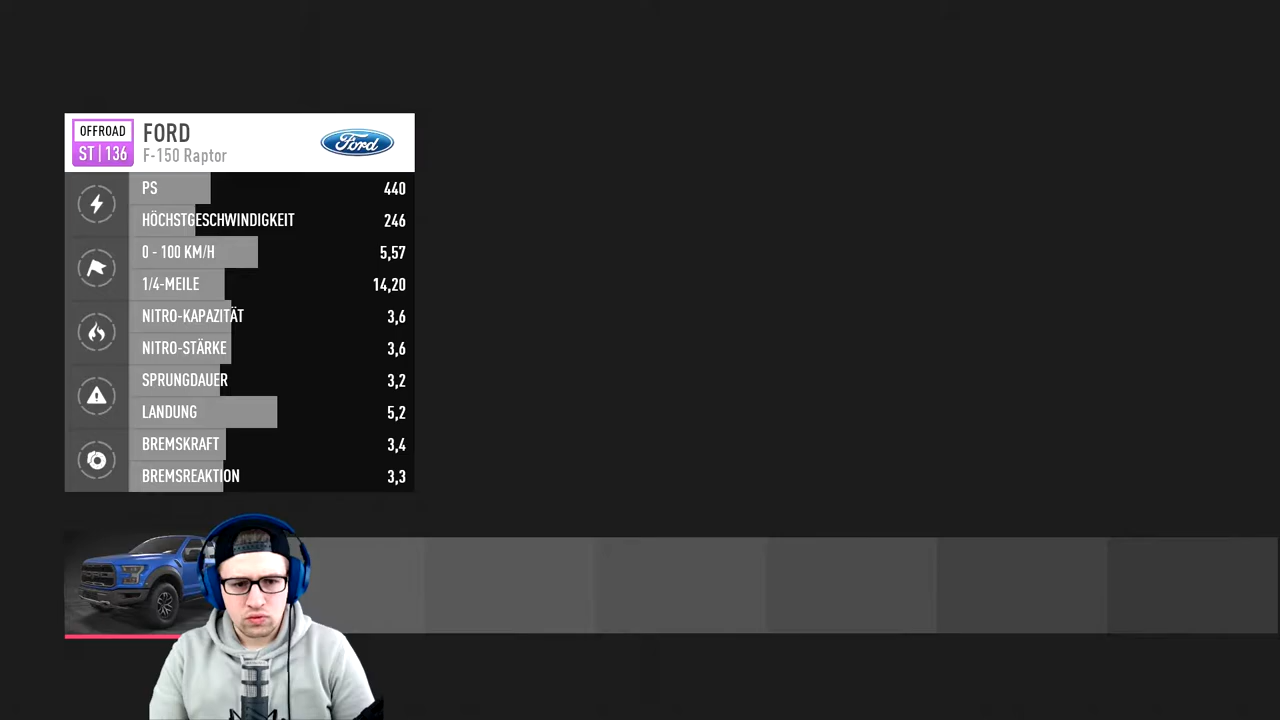 OFFROAD
ST | 136
FORD
F-150 Raptor
Ford
PS 440
HÖCHSTGESCHWINDIGKEIT 246
0 - 100 KM/H 5,57
1/4-MEILE 14,20
NITRO-KAPAZITÄT 3,6
NITRO-STÄRKE 3,6
SPRUNGDAUER 3,2
LANDUNG 5,2
BREMSKRAFT 3,4
BREMSREAKTION 3,3